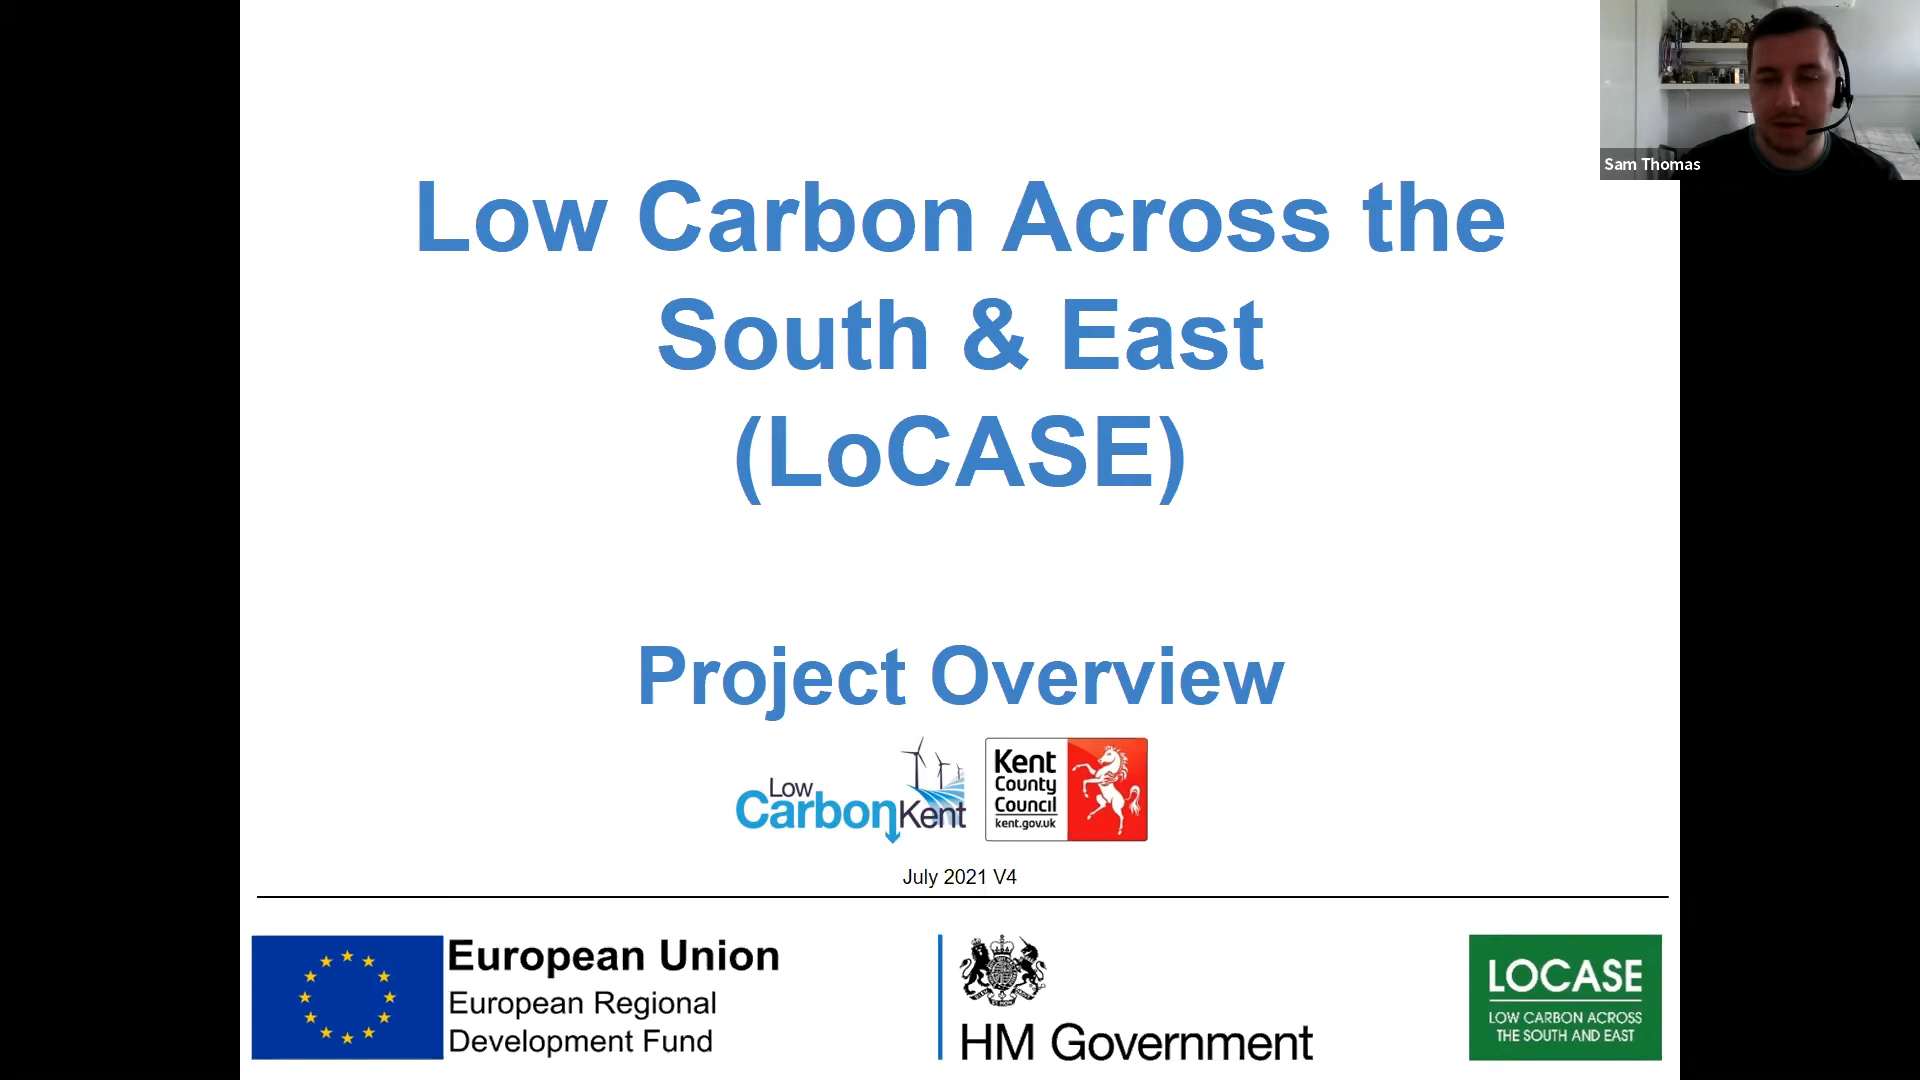 Sam Thomas
Low Carbon Across the
South & East
(LoCASE)
Project Overview
Low
CarbonKent
Kent
County
Council
kent.gov.uk
July 2021 V4
European Union
European Regional
Development Fund
HM Government
LOCASE
LOW CARBON ACROSS
THE SOUTH AND EAST